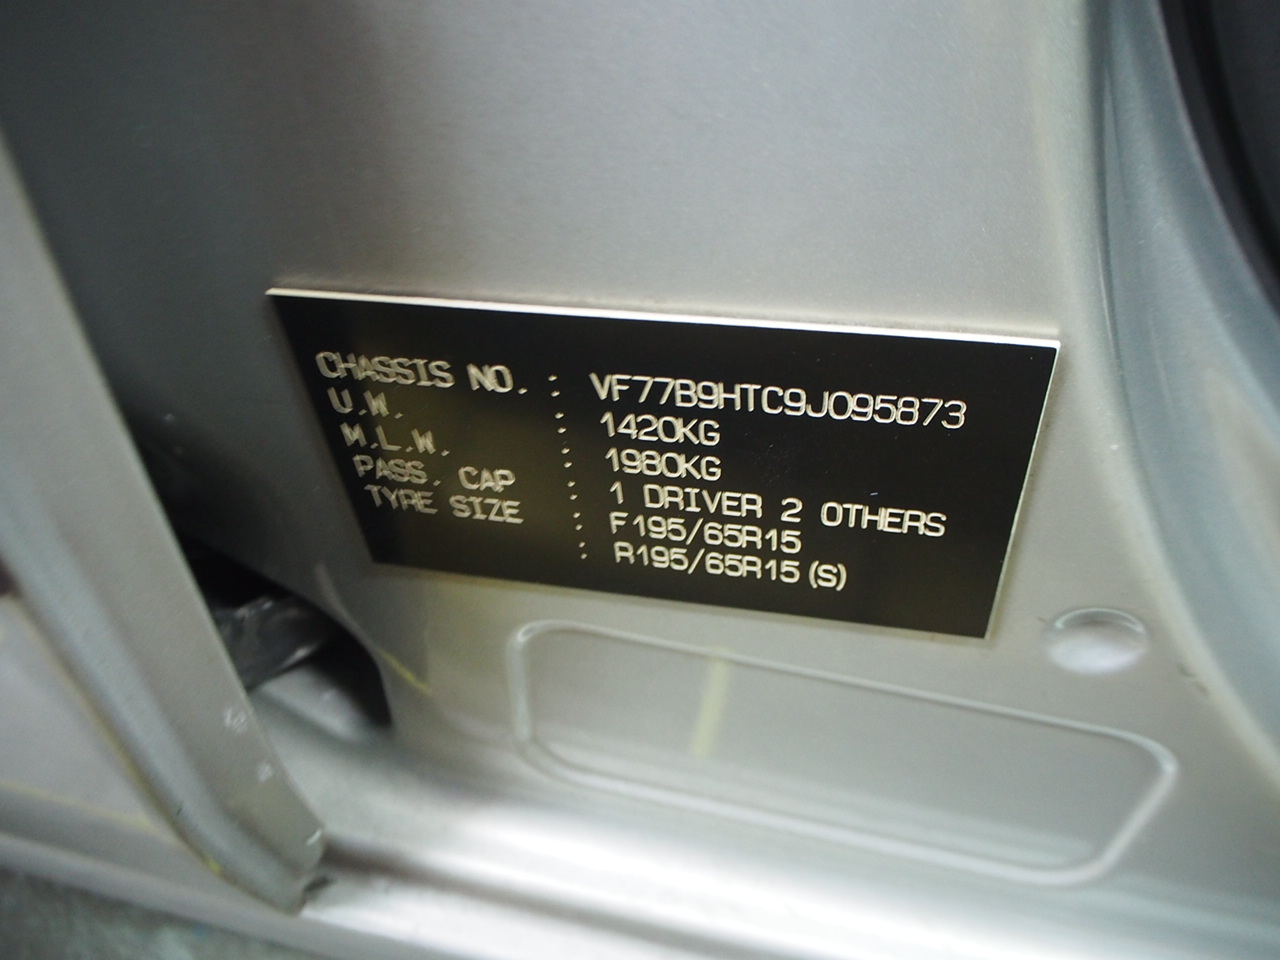 CHASSIS NO. : VF77B9HTC9J095873
U.W. : 1420KG
M.L.W. : 1980KG
PASS. CAP : 1 DRIVER 2 OTHERS
TYRE SIZE : F195/65R15
: R195/65R15 (S)